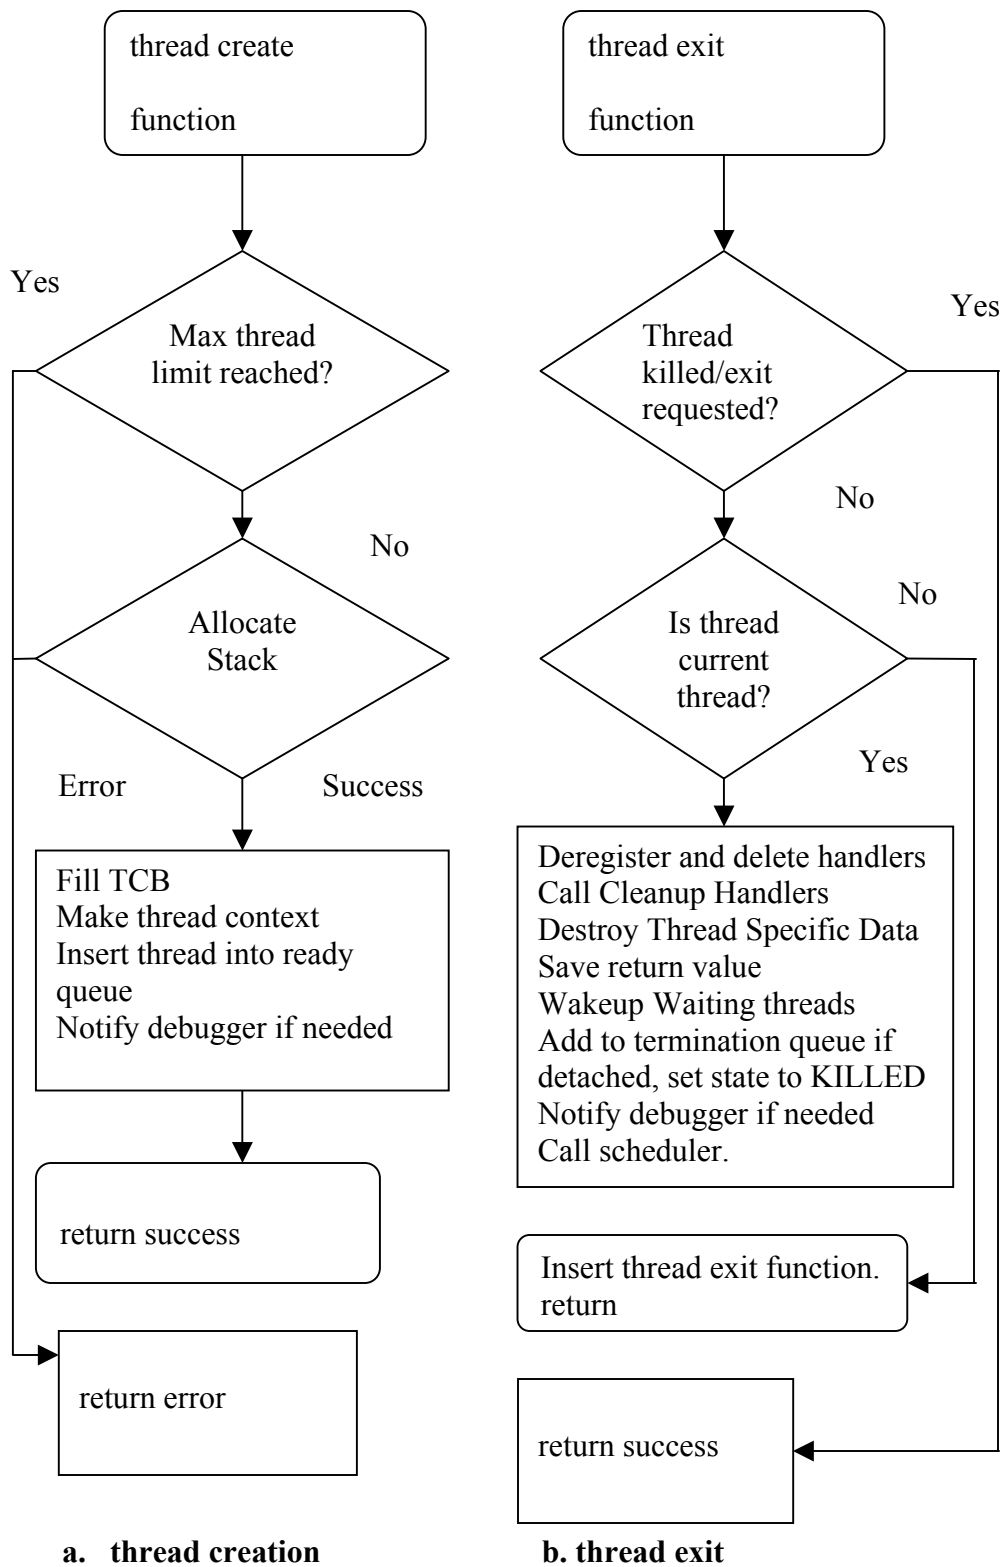 thread create
function
Yes
Max thread
limit reached?
No
Allocate
Stack
Error
Success
Fill TCB
Make thread context
Insert thread into ready
queue
Notify debugger if needed
return success
return error
a. thread creation
thread exit
function
Yes
Thread
killed/exit
requested?
No
No
Is thread
current
thread?
Yes
Deregister and delete handlers
Call Cleanup Handlers
Destroy Thread Specific Data
Save return value
Wakeup Waiting threads
Add to termination queue if
detached, set state to KILLED
Notify debugger if needed
Call scheduler.
Insert thread exit function.
return
return success
b. thread exit